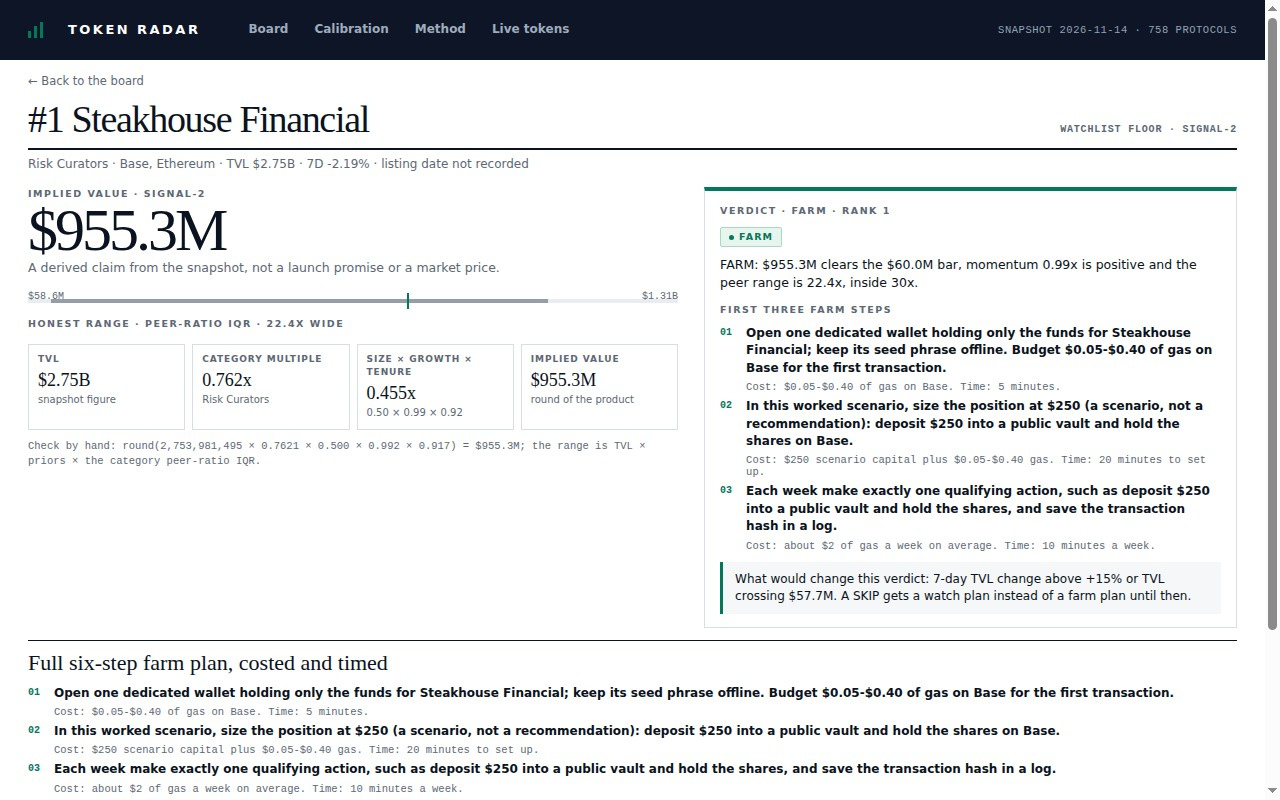 TOKEN RADAR
Board
Calibration
Method
Live tokens
SNAPSHOT 2026-11-14 · 758 PROTOCOLS
← Back to the board
#1 Steakhouse Financial
WATCHLIST FLOOR · SIGNAL-2
Risk Curators · Base, Ethereum · TVL $2.75B · 7D -2.19% · listing date not recorded
IMPLIED VALUE · SIGNAL-2
$955.3M
A derived claim from the snapshot, not a launch promise or a market price.
$58.6M
$1.31B
HONEST RANGE · PEER-RATIO IQR · 22.4X WIDE
TVL
$2.75B
snapshot figure
CATEGORY MULTIPLE
0.762x
Risk Curators
SIZE × GROWTH ×
TENURE
0.455x
0.50 × 0.99 × 0.92
IMPLIED VALUE
$955.3M
round of the product
Check by hand: round(2,753,981,495 × 0.7621 × 0.500 × 0.992 × 0.917) = $955.3M; the range is TVL ×
priors × the category peer-ratio IQR.
VERDICT · FARM · RANK 1
FARM
FARM: $955.3M clears the $60.0M bar, momentum 0.99x is positive and the
peer range is 22.4x, inside 30x.
FIRST THREE FARM STEPS
01
Open one dedicated wallet holding only the funds for Steakhouse
Financial; keep its seed phrase offline. Budget $0.05-$0.40 of gas on
Base for the first transaction.
Cost: $0.05-$0.40 of gas on Base. Time: 5 minutes.
02
In this worked scenario, size the position at $250 (a scenario, not a
recommendation): deposit $250 into a public vault and hold the
shares on Base.
Cost: $250 scenario capital plus $0.05-$0.40 gas. Time: 20 minutes to set
up.
03
Each week make exactly one qualifying action, such as deposit $250
into a public vault and hold the shares, and save the transaction
hash in a log.
Cost: about $2 of gas a week on average. Time: 10 minutes a week.
What would change this verdict: 7-day TVL change above +15% or TVL
crossing $57.7M. A SKIP gets a watch plan instead of a farm plan until then.
Full six-step farm plan, costed and timed
01
Open one dedicated wallet holding only the funds for Steakhouse Financial; keep its seed phrase offline. Budget $0.05-$0.40 of gas on Base for the first transaction.
Cost: $0.05-$0.40 of gas on Base. Time: 5 minutes.
02
In this worked scenario, size the position at $250 (a scenario, not a recommendation): deposit $250 into a public vault and hold the shares on Base.
Cost: $250 scenario capital plus $0.05-$0.40 gas. Time: 20 minutes to set up.
03
Each week make exactly one qualifying action, such as deposit $250 into a public vault and hold the shares, and save the transaction hash in a log.
Cost: about $2 of gas a week on average. Time: 10 minutes a week.